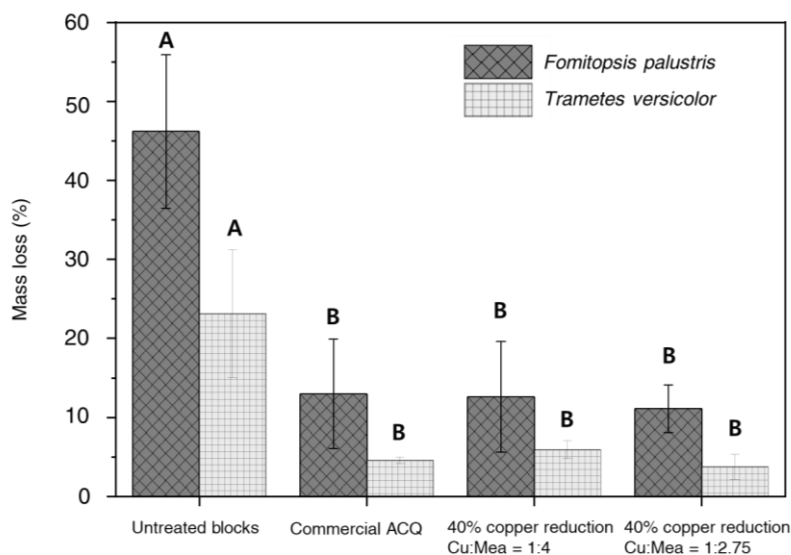 60
50
40
30
20
10
0
Mass loss (%)
A
A
B
B
B
B
B
B
Fomitopsis palustris
Trametes versicolor
Untreated blocks
Commercial ACQ
40% copper reduction
Cu:Mea = 1:4
40% copper reduction
Cu:Mea = 1:2.75